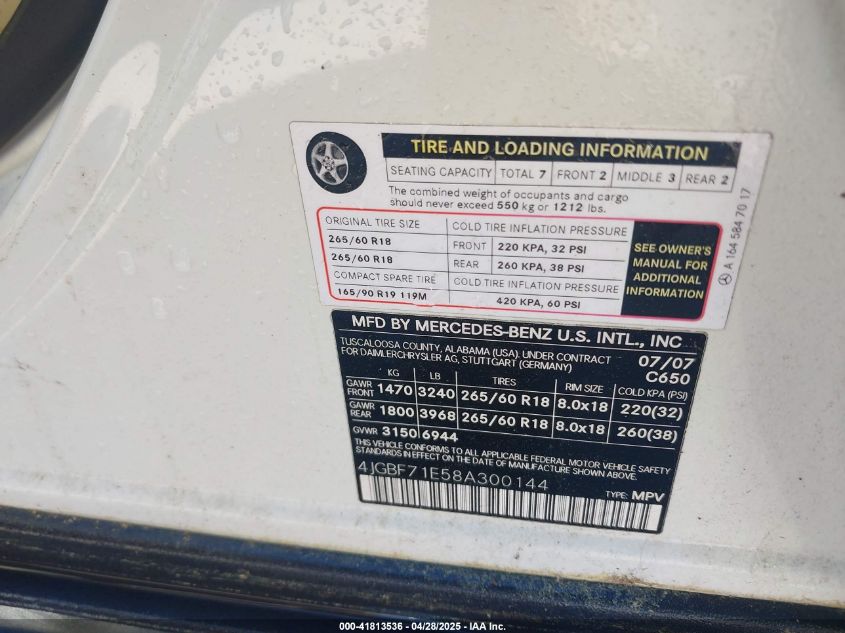 TIRE AND LOADING INFORMATION
SEATING CAPACITY TOTAL 7 FRONT 2 MIDDLE 3 REAR 2
The combined weight of occupants and cargo
should never exceed 550 kg or 1212 lbs.
ORIGINAL TIRE SIZE COLD TIRE INFLATION PRESSURE
265/60 R18 FRONT 220 KPA, 32 PSI
265/60 R18 REAR 260 KPA, 38 PSI
COMPACT SPARE TIRE COLD TIRE INFLATION PRESSURE
165/90 R19 119M 420 KPA, 60 PSI
SEE OWNER'S
MANUAL FOR
ADDITIONAL
INFORMATION
A 164 584 70 17
MFD BY MERCEDES-BENZ U.S. INTL., INC
TUSCALOOSA COUNTY, ALABAMA (USA). UNDER CONTRACT
FOR DAIMLERCHRYSLER AG, STUTTGART (GERMANY)
07/07
C650
KG LB TIRES RIM SIZE COLD KPA (PSI)
GAWR FRONT 1470 3240 265/60 R18 8.0x18 220(32)
GAWR REAR 1800 3968 265/60 R18 8.0x18 260(38)
GVWR 3150 6944
THIS VEHICLE CONFORMS TO ALL APPLICABLE FEDERAL MOTOR VEHICLE SAFETY
STANDARDS IN EFFECT ON THE DATE OF MANUFACTURE SHOWN ABOVE.
4JGBF71E58A300144
TYPE: MPV
000-41813536 - 04/28/2025 - IAA Inc.